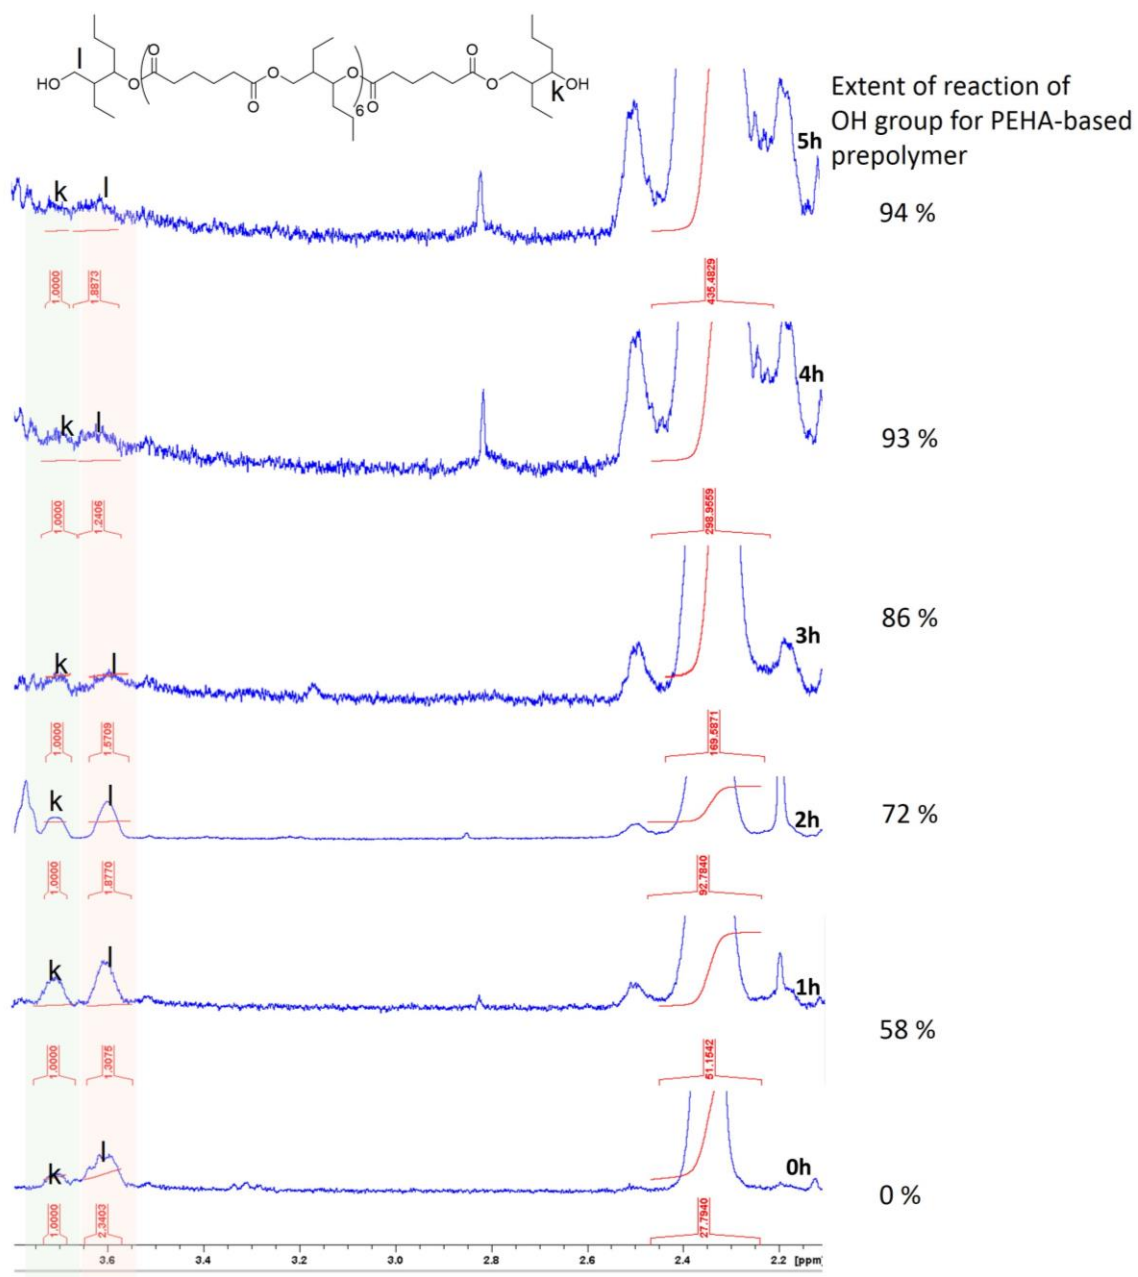 l
O
O
HO
O
O
O
O
O
O
OH
O
6
O
k
Extent of reaction of
OH group for PEHA-based
prepolymer
5h
k l
94 %
1.0000 1.8873 435.4829
4h
k l
93 %
1.0000 1.2406 298.9559
3h
k l
86 %
1.0000 1.5709 169.5871
k l
2h
72 %
1.0000 1.8770 92.7840
k l
1h
58 %
1.0000 1.3075 51.1542
k l
0h
0 %
1.0000 2.3403 27.7940
3.6 3.4 3.2 3.0 2.8 2.6 2.4 2.2 [ppm]